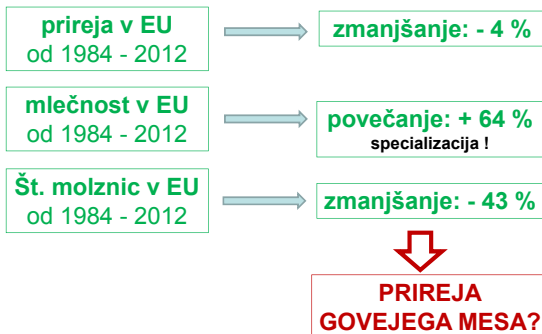 prireja v EU
od 1984 - 2012
zmanjšanje: - 4 %
mlečnost v EU
od 1984 - 2012
povečanje: + 64 %
specializacija !
Št. molznic v EU
od 1984 - 2012
zmanjšanje: - 43 %
PRIREJA
GOVEJEGA MESA?